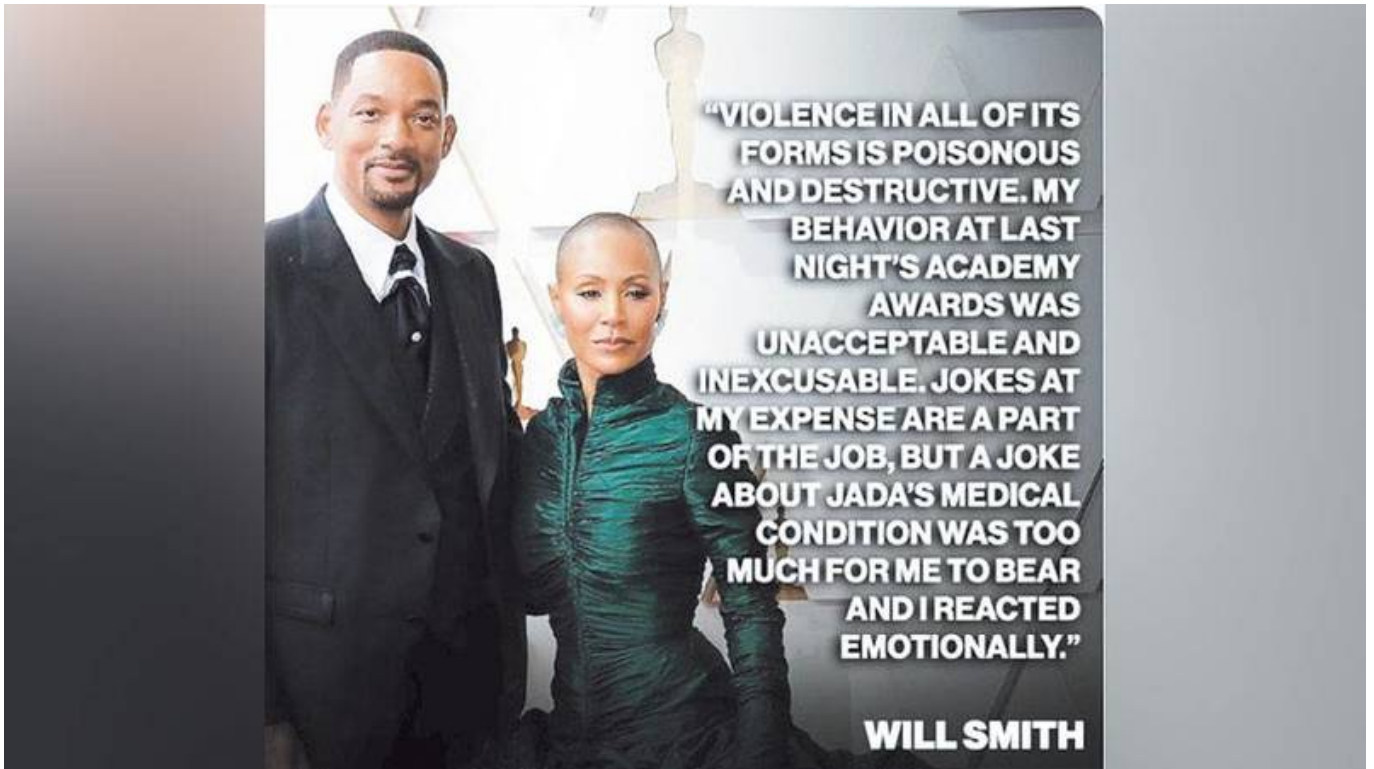 “VIOLENCE IN ALL OF ITS
FORMS IS POISONOUS
AND DESTRUCTIVE. MY
BEHAVIOR AT LAST
NIGHT’S ACADEMY
AWARDS WAS
UNACCEPTABLE AND
INEXCUSABLE. JOKES AT
MY EXPENSE ARE A PART
OF THE JOB, BUT A JOKE
ABOUT JADA’S MEDICAL
CONDITION WAS TOO
MUCH FOR ME TO BEAR
AND I REACTED
EMOTIONALLY.”
WILL SMITH